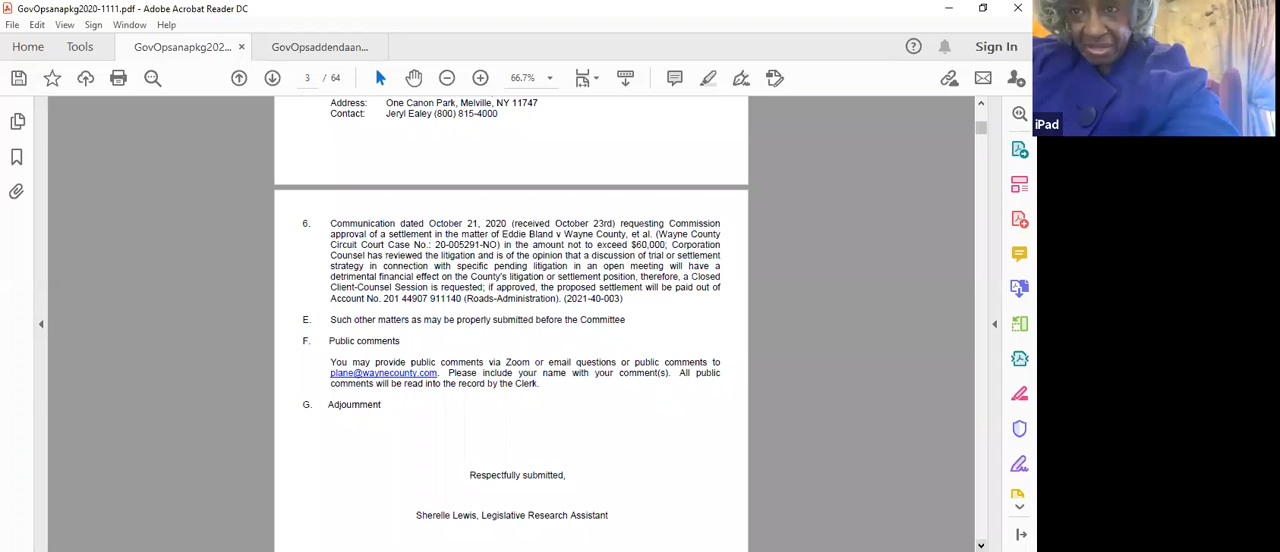 GovOpsanapkg2020-1111.pdf - Adobe Acrobat Reader DC
File Edit View Sign Window Help
Home Tools GovOpsanapkg202... × GovOpsaddendaan... Sign In
3 / 64 66.7%
Address: One Canon Park, Melville, NY 11747
Contact: Jeryl Ealey (800) 815-4000
iPad
6. Communication dated October 21, 2020 (received October 23rd) requesting Commission
approval of a settlement in the matter of Eddie Bland v Wayne County, et al. (Wayne County
Circuit Court Case No.: 20-005291-NO) in the amount not to exceed $60,000; Corporation
Counsel has reviewed the litigation and is of the opinion that a discussion of trial or settlement
strategy in connection with specific pending litigation in an open meeting will have a
detrimental financial effect on the County's litigation or settlement position, therefore, a Closed
Client-Counsel Session is requested; if approved, the proposed settlement will be paid out of
Account No. 201 44907 911140 (Roads-Administration). (2021-40-003)
E. Such other matters as may be properly submitted before the Committee
F. Public comments
You may provide public comments via Zoom or email questions or public comments to
plane@waynecounty.com. Please include your name with your comment(s). All public
comments will be read into the record by the Clerk.
G. Adjournment
Respectfully submitted,
Sherelle Lewis, Legislative Research Assistant